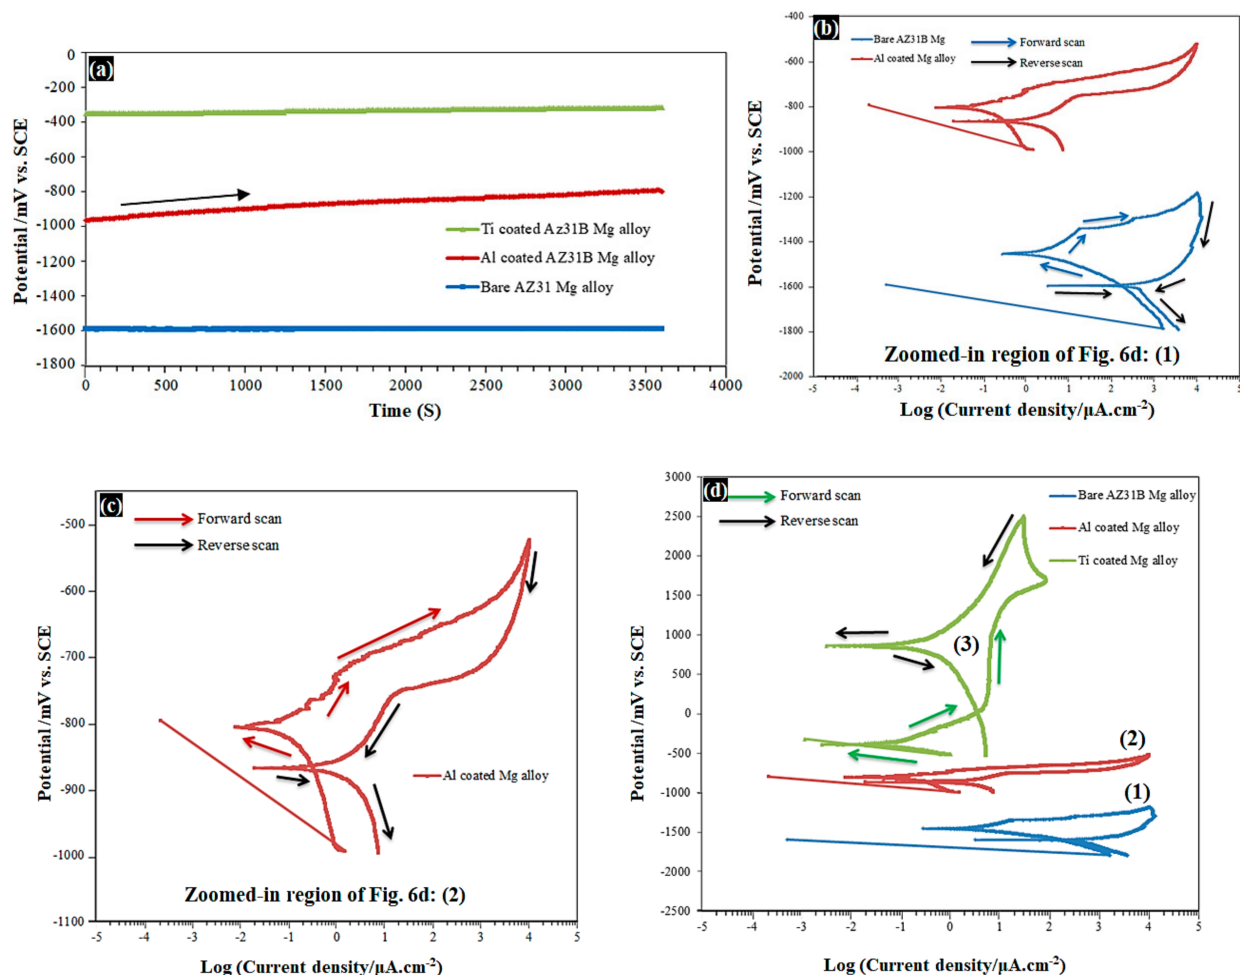 (a)
0
-200
-400
-600
-800
-1000
-1200
-1400
-1600
-1800
Potential /mV vs. SCE
Ti coated Az31B Mg alloy
Al coated AZ31B Mg alloy
Bare AZ31 Mg alloy
0 500 1000 1500 2000 2500 3000 3500 4000
Time (S)
(b)
-400
-600
-800
-1000
-1200
-1400
-1600
-1800
-2000
Potential /mV vs. SCE
Bare AZ31B Mg
Forward scan
Al coated Mg alloy
Reverse scan
Zoomed-in region of Fig. 6d: (1)
-5 -4 -3 -2 -1 0 1 2 3 4 5
Log (Current density/µA.cm-2)
(c)
-500
-600
-700
-800
-900
-1000
-1100
Potential /mV vs. SCE
Forward scan
Reverse scan
Al coated Mg alloy
Zoomed-in region of Fig. 6d: (2)
-5 -4 -3 -2 -1 0 1 2 3 4 5
Log (Current density/µA.cm-2)
(d)
3000
2500
2000
1500
1000
500
0
-500
-1000
-1500
-2000
-2500
Potential /mV vs. SCE
Forward scan
Reverse scan
Bare AZ31B Mg alloy
Al coated Mg alloy
Ti coated Mg alloy
(3)
(2)
(1)
-5 -4 -3 -2 -1 0 1 2 3 4 5
Log (Current density/µA.cm-2)